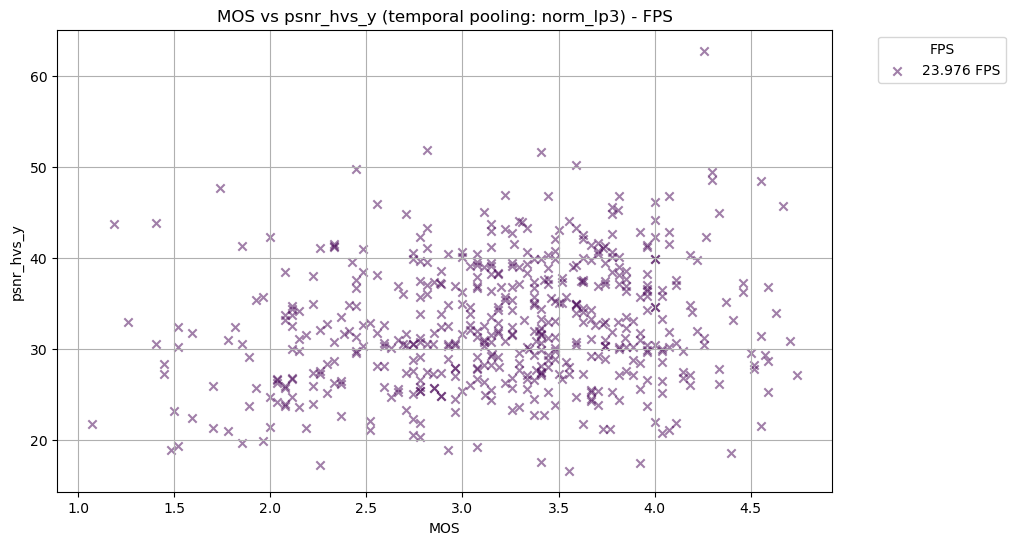 MOS vs psnr_hvs_y (temporal pooling: norm_lp3) - FPS
FPS
23.976 FPS
psnr_hvs_y
60
50
40
30
20
1.0 1.5 2.0 2.5 3.0 3.5 4.0 4.5
MOS